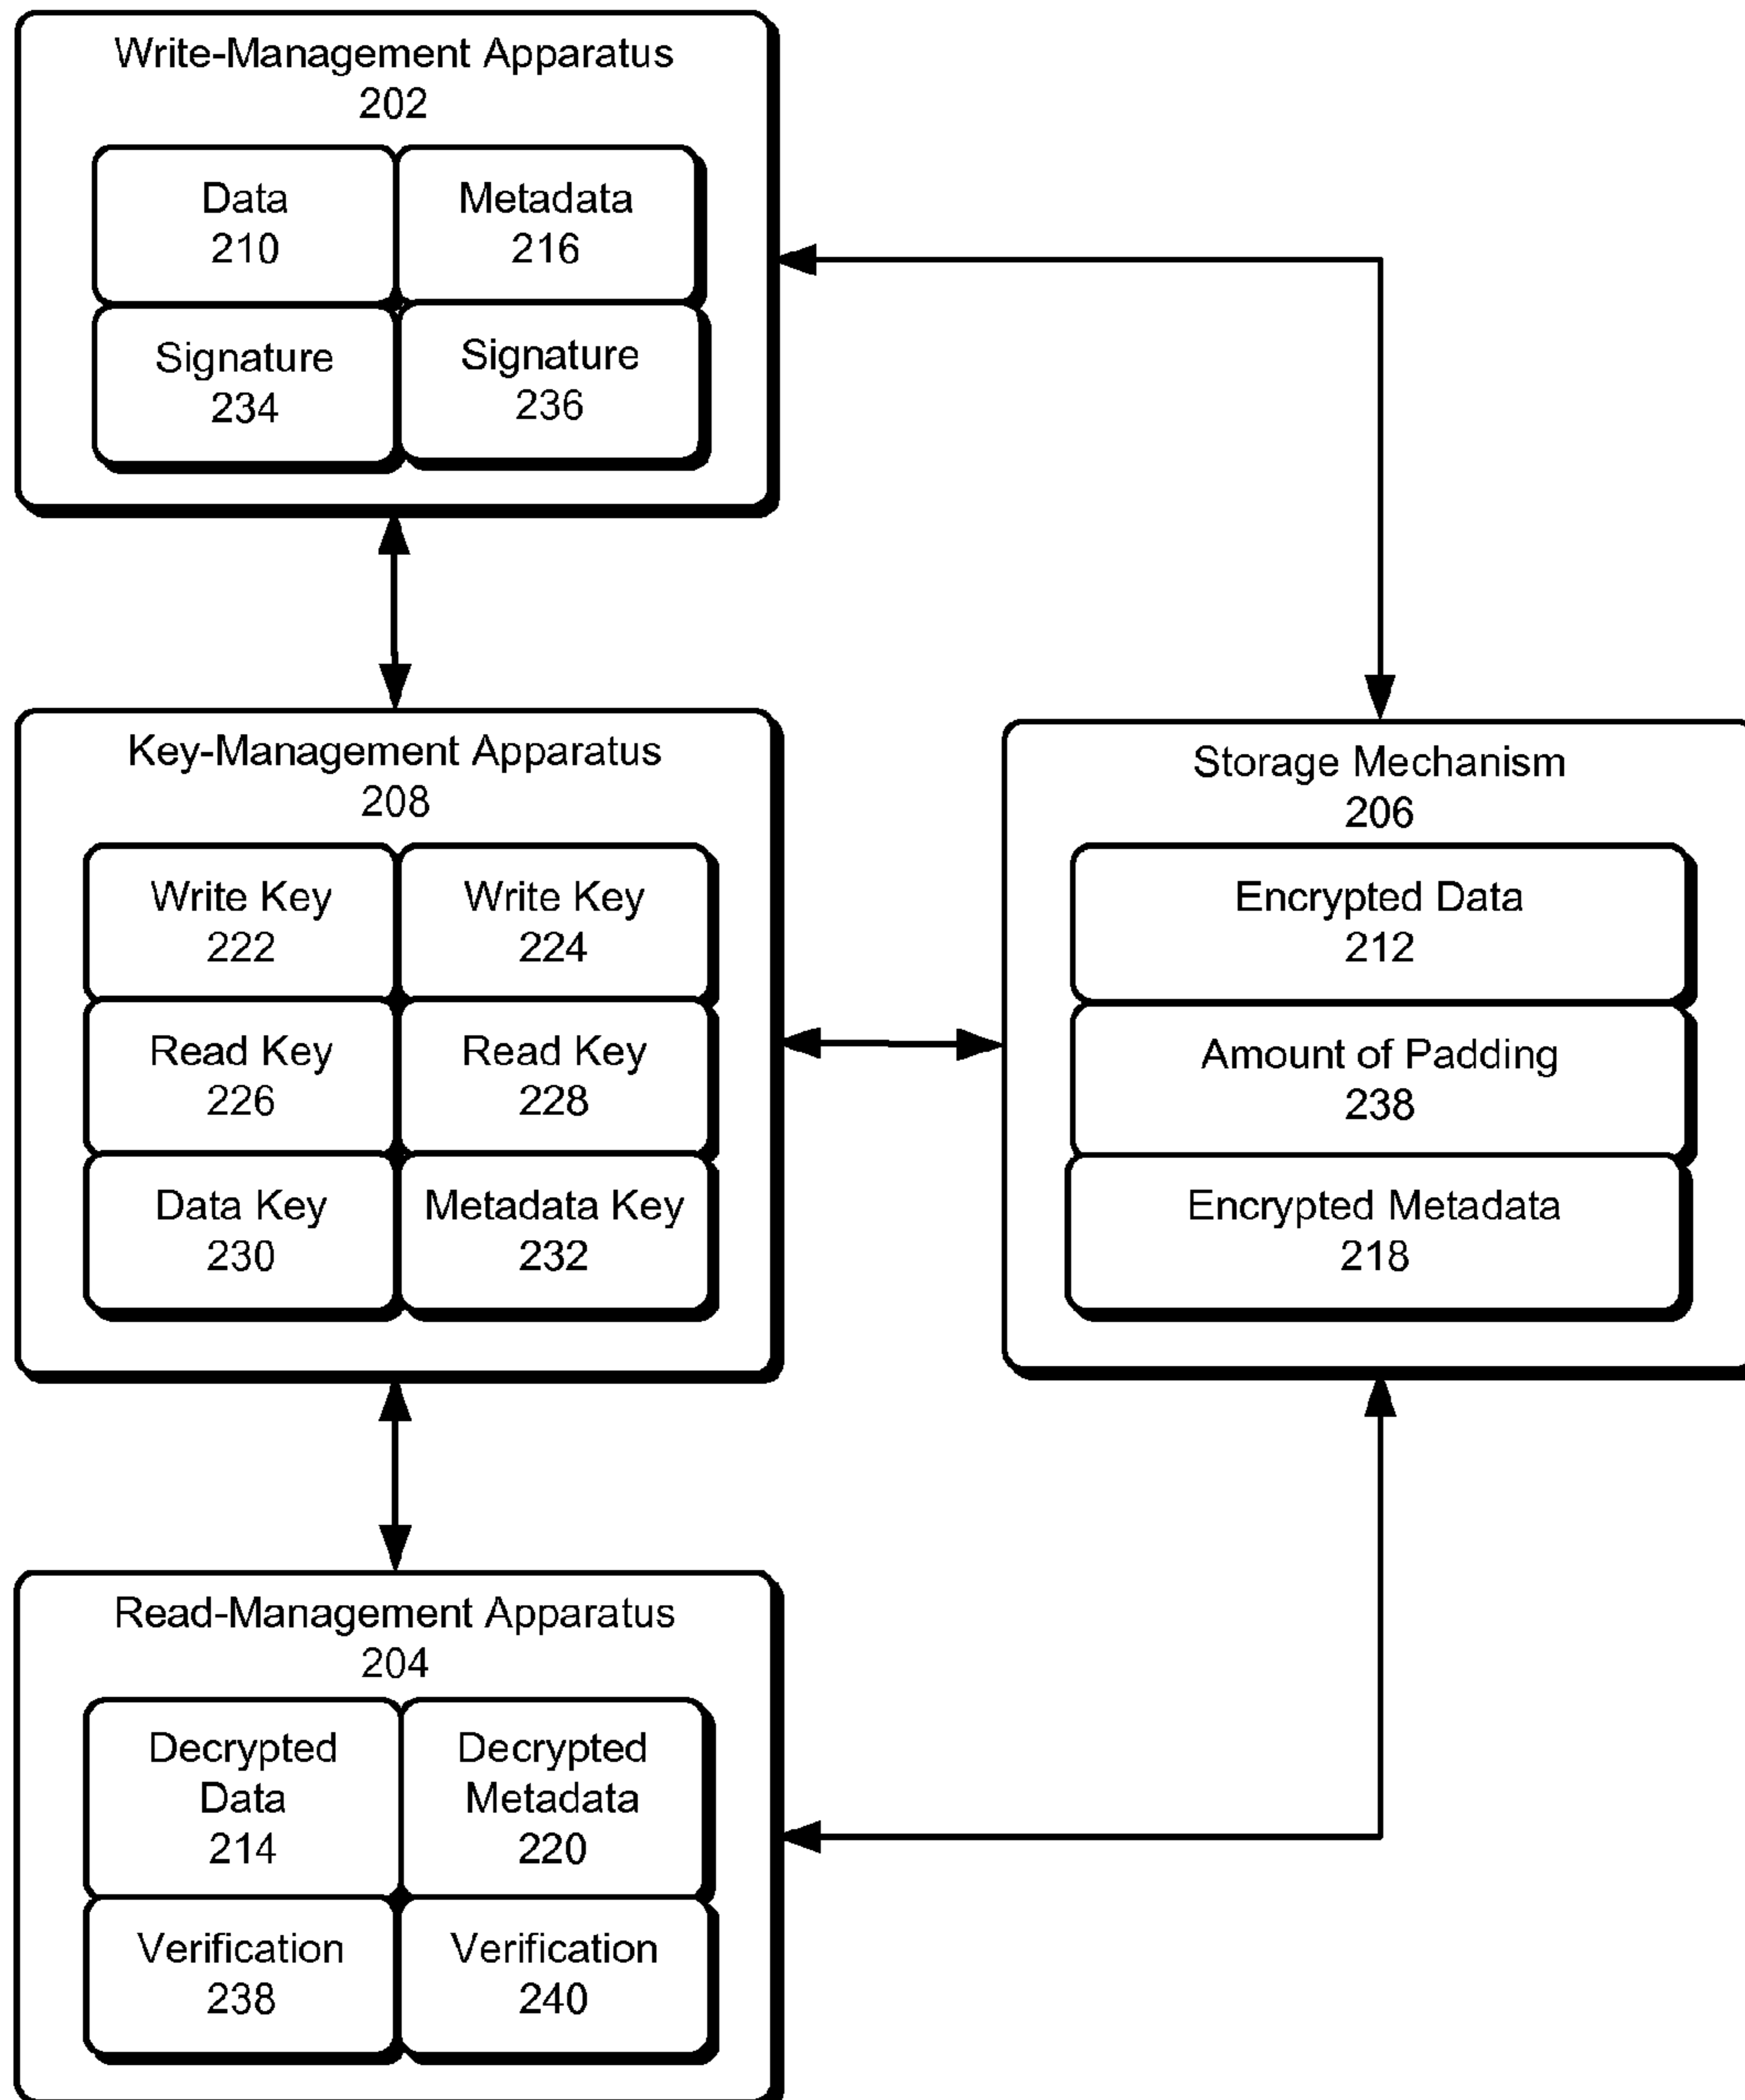 Write-Management Apparatus
202
Data
210
Metadata
216
Signature
234
Signature
236
Key-Management Apparatus
208
Write Key
222
Write Key
224
Read Key
226
Read Key
228
Data Key
230
Metadata Key
232
Storage Mechanism
206
Encrypted Data
212
Amount of Padding
238
Encrypted Metadata
218
Read-Management Apparatus
204
Decrypted
Data
214
Decrypted
Metadata
220
Verification
238
Verification
240